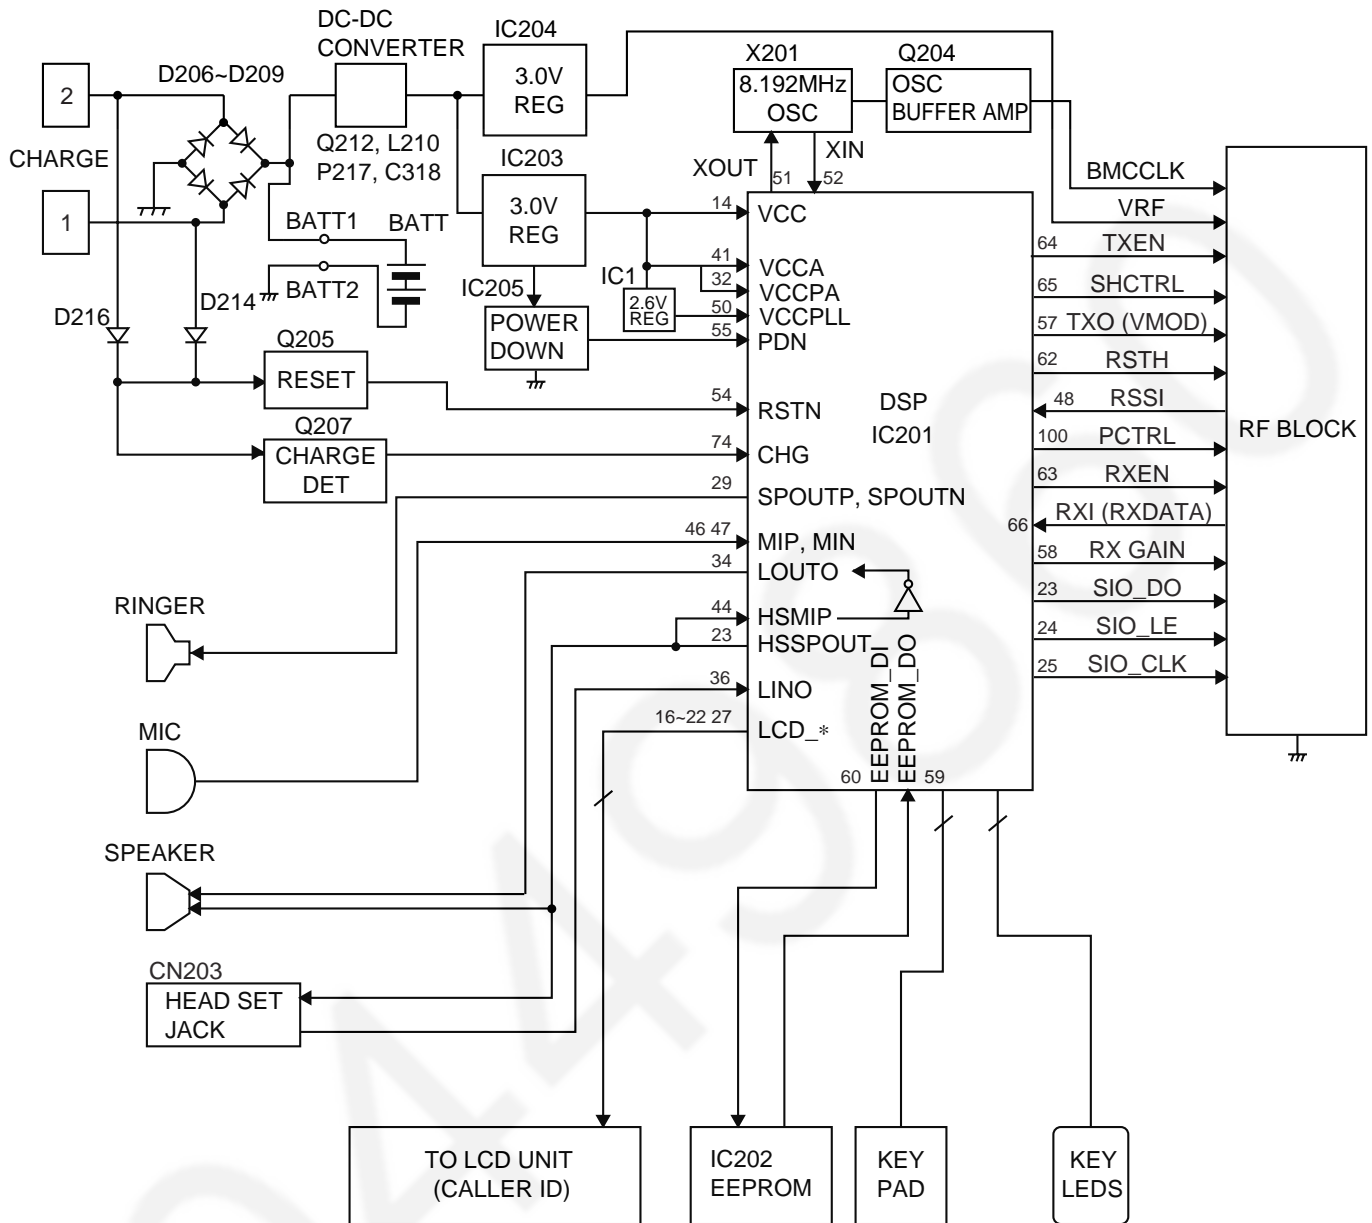 DC-DC
CONVERTER
IC204
3.0V
REG
X201
8.192MHz
OSC
Q204
OSC
BUFFER AMP
2
D206~D209
CHARGE
1
Q212, L210
P217, C318
IC203
3.0V
REG
XOUT
XIN
51
52
BATT1
BATT
BATT2
D214
D216
IC205
POWER
DOWN
IC1
2.6V
REG
14
VCC
41
VCCA
32
VCCPA
50
VCCPLL
55
PDN
Q205
RESET
54
RSTN
Q207
CHARGE
DET
74
CHG
29
SPOUTP, SPOUTN
46 47
MIP, MIN
34
LOUTO
44
HSMIP
23
HSSPOUT
36
LINO
16~22 27
LCD_*
DSP
IC201
60
EEPROM_DI
EEPROM_DO
59
BMCCLK
VRF
64
TXEN
65
SHCTRL
57
TXO (VMOD)
62
RSTH
48
RSSI
100
PCTRL
63
RXEN
66
RXI (RXDATA)
58
RX GAIN
23
SIO_DO
24
SIO_LE
25
SIO_CLK
RF BLOCK
RINGER
MIC
SPEAKER
CN203
HEAD SET
JACK
TO LCD UNIT
(CALLER ID)
IC202
EEPROM
KEY
PAD
KEY
LEDS